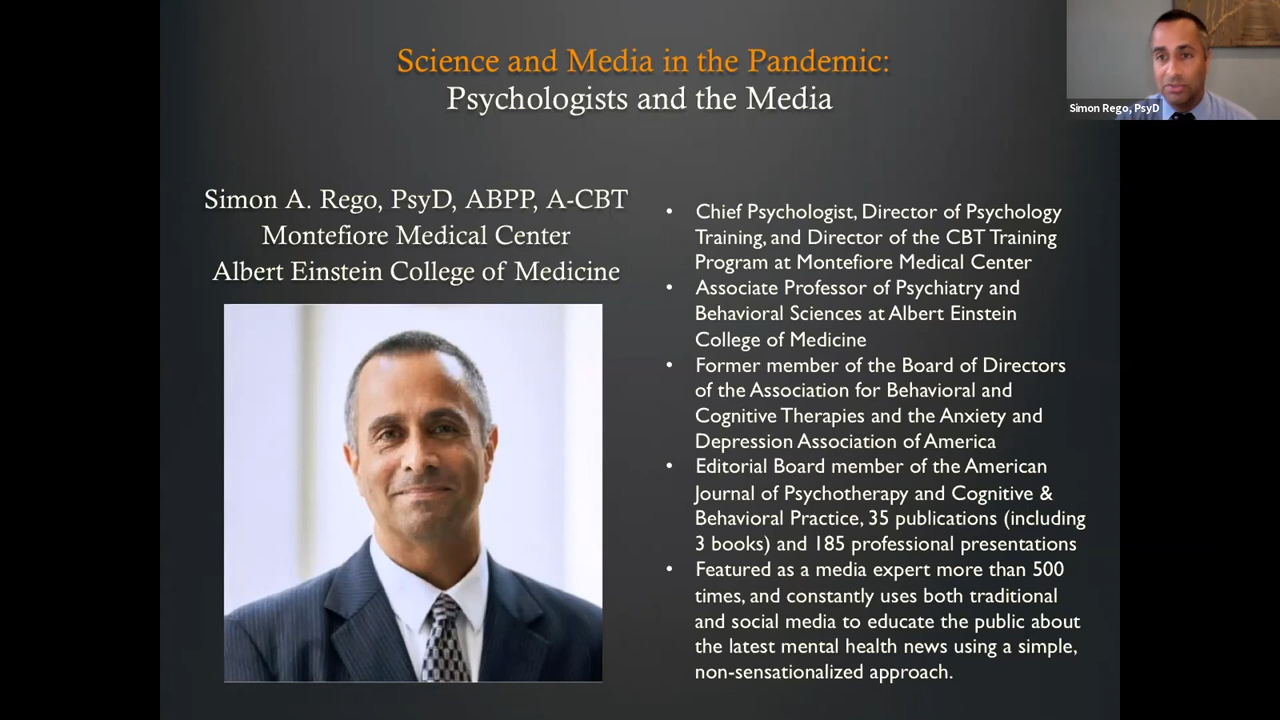 Science and Media in the Pandemic:
Psychologists and the Media
Simon Rego, PsyD
Simon A. Rego, PsyD, ABPP, A-CBT
Montefiore Medical Center
Albert Einstein College of Medicine
• Chief Psychologist, Director of Psychology
Training, and Director of the CBT Training
Program at Montefiore Medical Center
• Associate Professor of Psychiatry and
Behavioral Sciences at Albert Einstein
College of Medicine
• Former member of the Board of Directors
of the Association for Behavioral and
Cognitive Therapies and the Anxiety and
Depression Association of America
• Editorial Board member of the American
Journal of Psychotherapy and Cognitive &
Behavioral Practice, 35 publications (including
3 books) and 185 professional presentations
• Featured as a media expert more than 500
times, and constantly uses both traditional
and social media to educate the public about
the latest mental health news using a simple,
non-sensationalized approach.